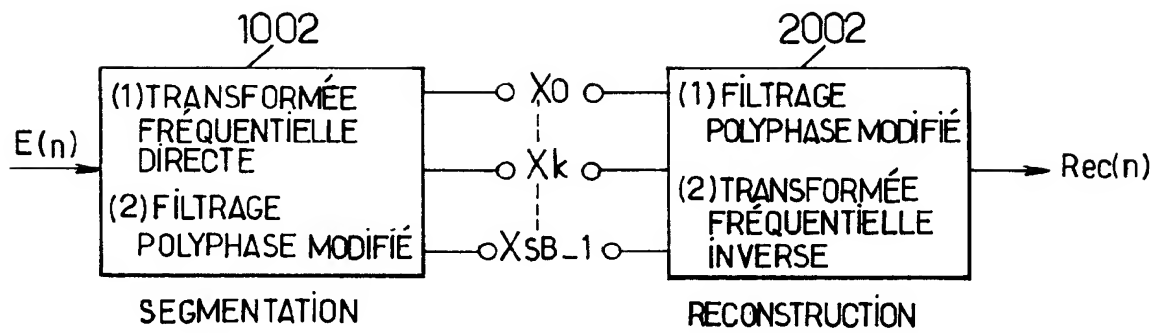 1002
2002
(1) TRANSFORMÉE
FRÉQUENTIELLE
DIRECTE
(2) FILTRAGE
POLYPHASE MODIFIÉ
E(n)
X0
Xk
XSB_1
(1) FILTRAGE
POLYPHASE MODIFIÉ
(2) TRANSFORMÉE
FRÉQUENTIELLE
INVERSE
Rec(n)
SEGMENTATION
RECONSTRUCTION